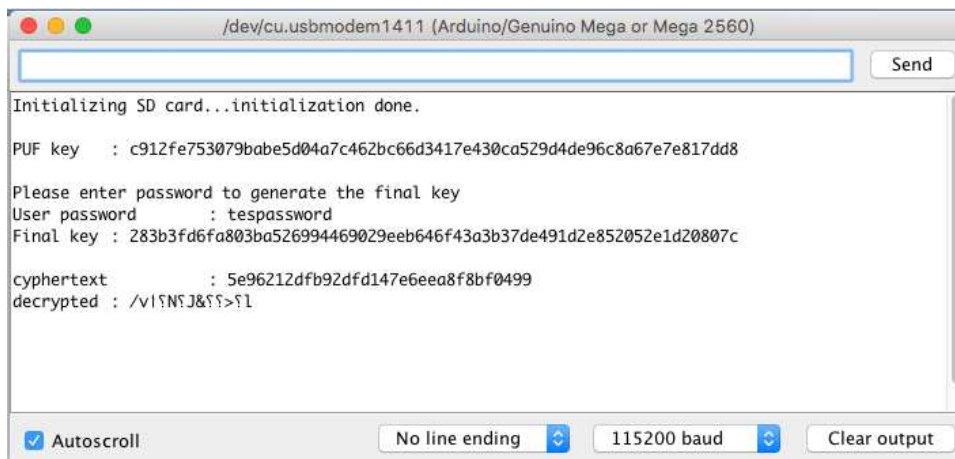 /dev/cu.usbmodem1411 (Arduino/Genuino Mega or Mega 2560)
Send
Initializing SD card...initialization done.
PUF key : c912fe753079babe5d04a7c462bc66d3417e430ca529d4de96c8a67e7e817dd8
Please enter password to generate the final key
User password : tespassword
Final key : 283b3fd6fa803ba526994469029eeb646f43a3b37de491d2e852052e1d20807c
cyphertext : 5e96212dfb92dfd147e6eea8f8bf0499
decrypted : /v!⸮N⸮J&⸮⸮>⸮l
Autoscroll
No line ending
115200 baud
Clear output